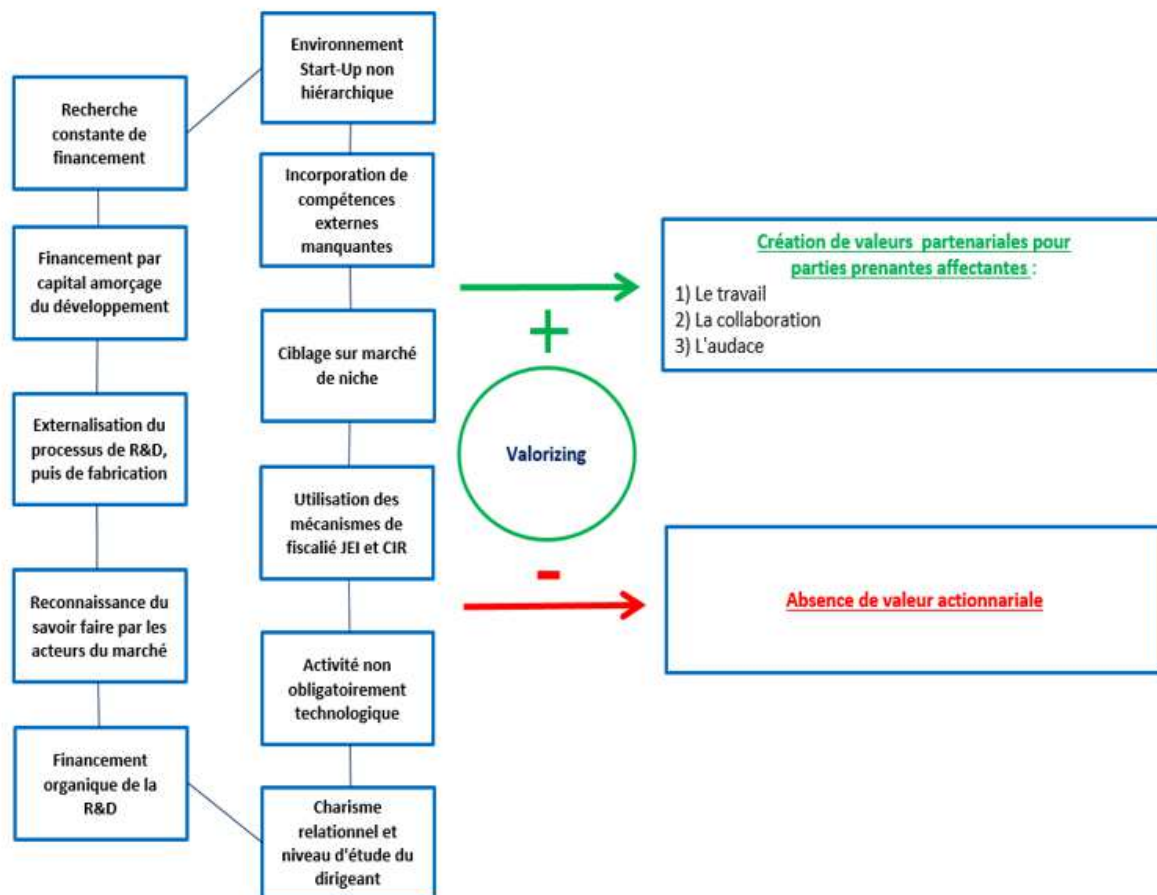 Recherche
constante de
financement
Financement par
capital amorçage
du développement
Externalisation du
processus de R&D,
puis de fabrication
Reconnaissance du
savoir faire par les
acteurs du marché
Financement
organique de la
R&D
Environnement
Start-Up non
hiérarchique
Incorporation de
compétences
externes
manquantes
Ciblage sur marché
de niche
Utilisation des
mécanismes de
fiscalié JEI et CIR
Activité non
obligatoirement
technologique
Charisme
relationnel et
niveau d'étude du
dirigeant
+
Valorizing
-
Création de valeurs partenariales pour
parties prenantes affectantes :
1) Le travail
2) La collaboration
3) L'audace
Absence de valeur actionnariale